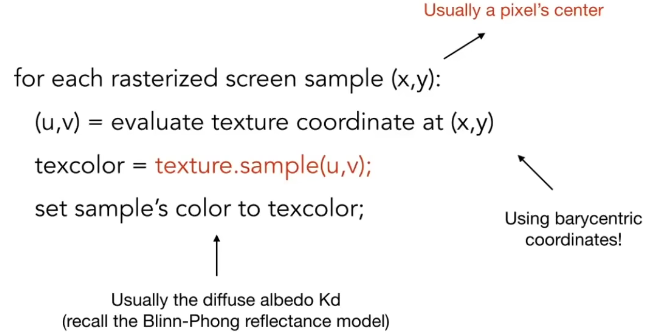 Usually a pixel's center
for each rasterized screen sample (x,y):
(u,v) = evaluate texture coordinate at (x,y)
texcolor = texture.sample(u,v);
set sample's color to texcolor;
Using barycentric
coordinates!
Usually the diffuse albedo Kd
(recall the Blinn-Phong reflectance model)